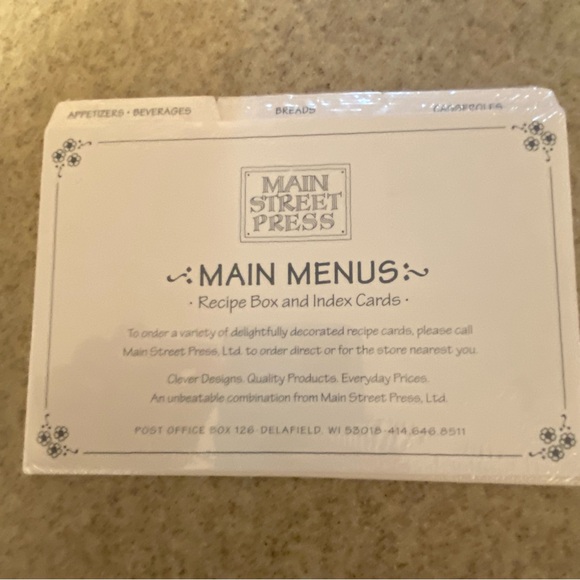 APPETIZERS • BEVERAGES
BREADS
CASSEROLES
MAIN
STREET
PRESS
MAIN MENUS
• Recipe Box and Index Cards •
To order a variety of delightfully decorated recipe cards, please call
Main Street Press, Ltd. to order direct or for the store nearest you.
Clever Designs. Quality Products. Everyday Prices.
An unbeatable combination from Main Street Press, Ltd.
POST OFFICE BOX 126 • DELAFIELD, WI 53018 • 414.646.8511